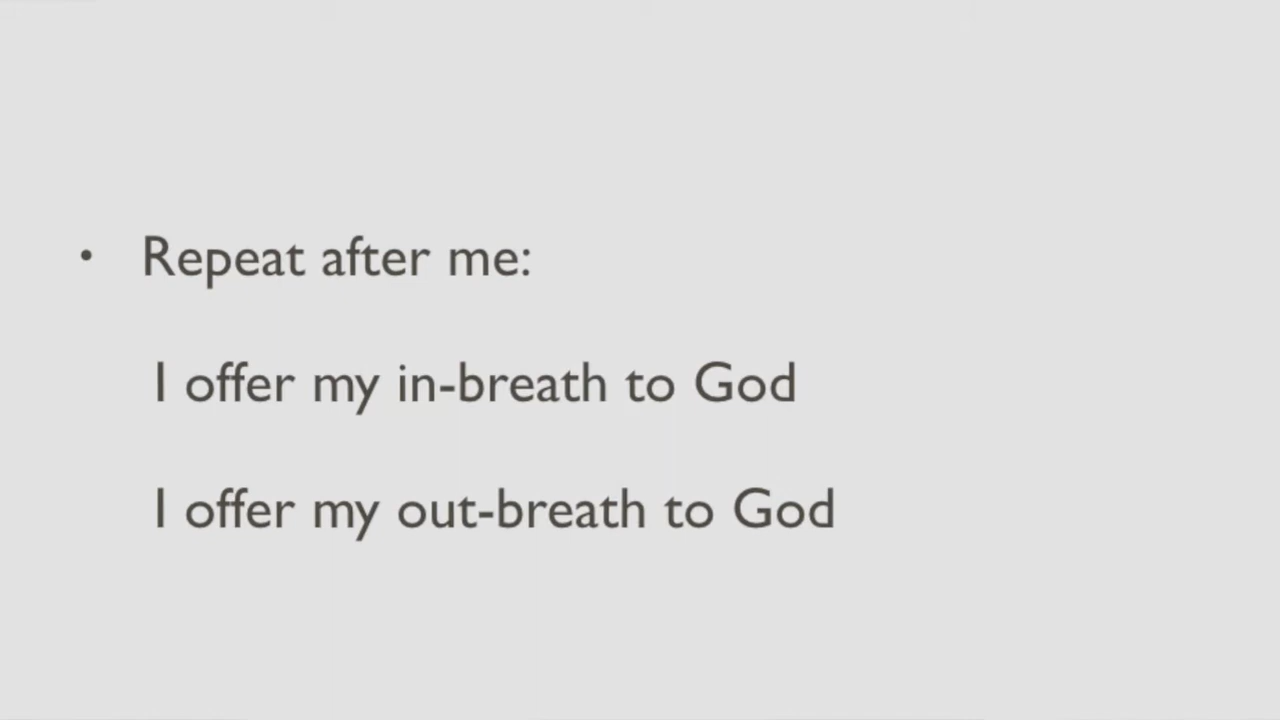 • Repeat after me:
I offer my in-breath to God
I offer my out-breath to God